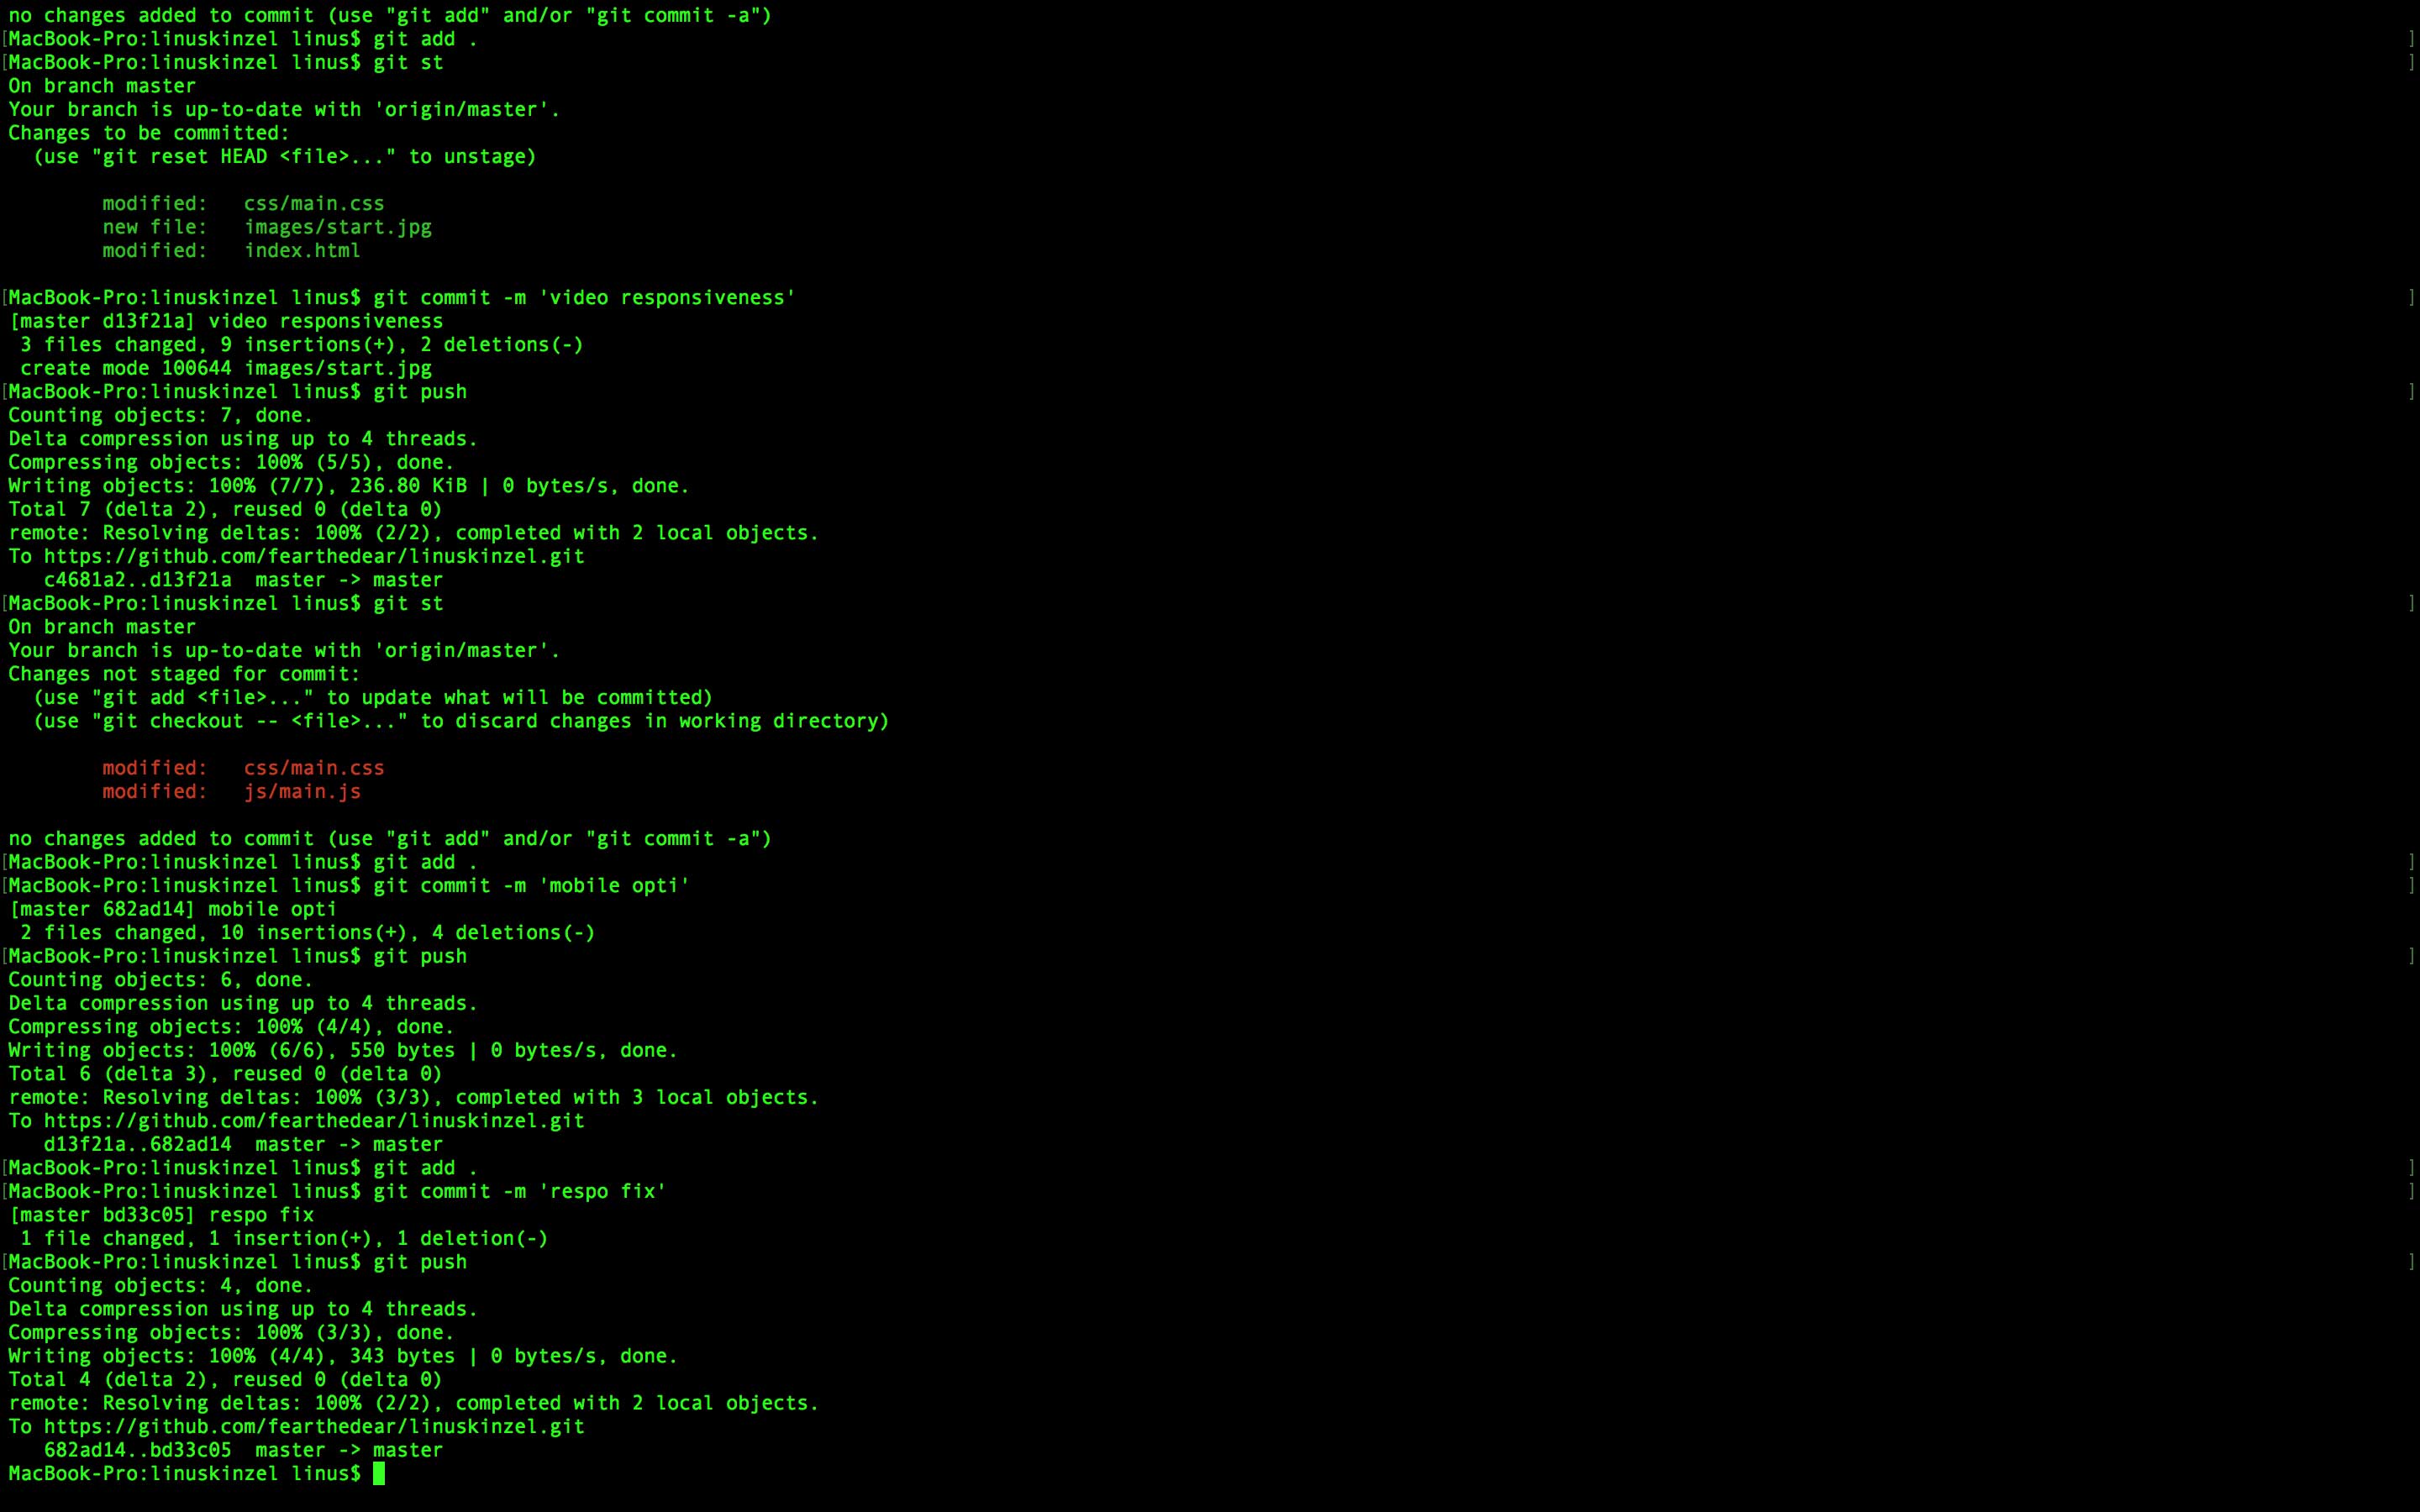 no changes added to commit (use "git add" and/or "git commit -a")
[MacBook-Pro:linuskinzel linus$ git add . ]
[MacBook-Pro:linuskinzel linus$ git st ]
On branch master
Your branch is up-to-date with 'origin/master'.
Changes to be committed:
  (use "git reset HEAD <file>..." to unstage)

        modified:   css/main.css
        new file:   images/start.jpg
        modified:   index.html

[MacBook-Pro:linuskinzel linus$ git commit -m 'video responsiveness' ]
[master d13f21a] video responsiveness
 3 files changed, 9 insertions(+), 2 deletions(-)
 create mode 100644 images/start.jpg
[MacBook-Pro:linuskinzel linus$ git push ]
Counting objects: 7, done.
Delta compression using up to 4 threads.
Compressing objects: 100% (5/5), done.
Writing objects: 100% (7/7), 236.80 KiB | 0 bytes/s, done.
Total 7 (delta 2), reused 0 (delta 0)
remote: Resolving deltas: 100% (2/2), completed with 2 local objects.
To https://github.com/fearthedear/linuskinzel.git
   c4681a2..d13f21a  master -> master
[MacBook-Pro:linuskinzel linus$ git st ]
On branch master
Your branch is up-to-date with 'origin/master'.
Changes not staged for commit:
  (use "git add <file>..." to update what will be committed)
  (use "git checkout -- <file>..." to discard changes in working directory)

        modified:   css/main.css
        modified:   js/main.js

no changes added to commit (use "git add" and/or "git commit -a")
[MacBook-Pro:linuskinzel linus$ git add . ]
[MacBook-Pro:linuskinzel linus$ git commit -m 'mobile opti' ]
[master 682ad14] mobile opti
 2 files changed, 10 insertions(+), 4 deletions(-)
[MacBook-Pro:linuskinzel linus$ git push ]
Counting objects: 6, done.
Delta compression using up to 4 threads.
Compressing objects: 100% (4/4), done.
Writing objects: 100% (6/6), 550 bytes | 0 bytes/s, done.
Total 6 (delta 3), reused 0 (delta 0)
remote: Resolving deltas: 100% (3/3), completed with 3 local objects.
To https://github.com/fearthedear/linuskinzel.git
   d13f21a..682ad14  master -> master
[MacBook-Pro:linuskinzel linus$ git add . ]
[MacBook-Pro:linuskinzel linus$ git commit -m 'respo fix' ]
[master bd33c05] respo fix
 1 file changed, 1 insertion(+), 1 deletion(-)
[MacBook-Pro:linuskinzel linus$ git push ]
Counting objects: 4, done.
Delta compression using up to 4 threads.
Compressing objects: 100% (3/3), done.
Writing objects: 100% (4/4), 343 bytes | 0 bytes/s, done.
Total 4 (delta 2), reused 0 (delta 0)
remote: Resolving deltas: 100% (2/2), completed with 2 local objects.
To https://github.com/fearthedear/linuskinzel.git
   682ad14..bd33c05  master -> master
MacBook-Pro:linuskinzel linus$